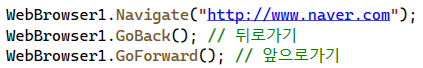 WebBrowser1.Navigate("http://www.naver.com");
WebBrowser1.GoBack(); // 뒤로가기
WebBrowser1.GoForward(); // 앞으로가기